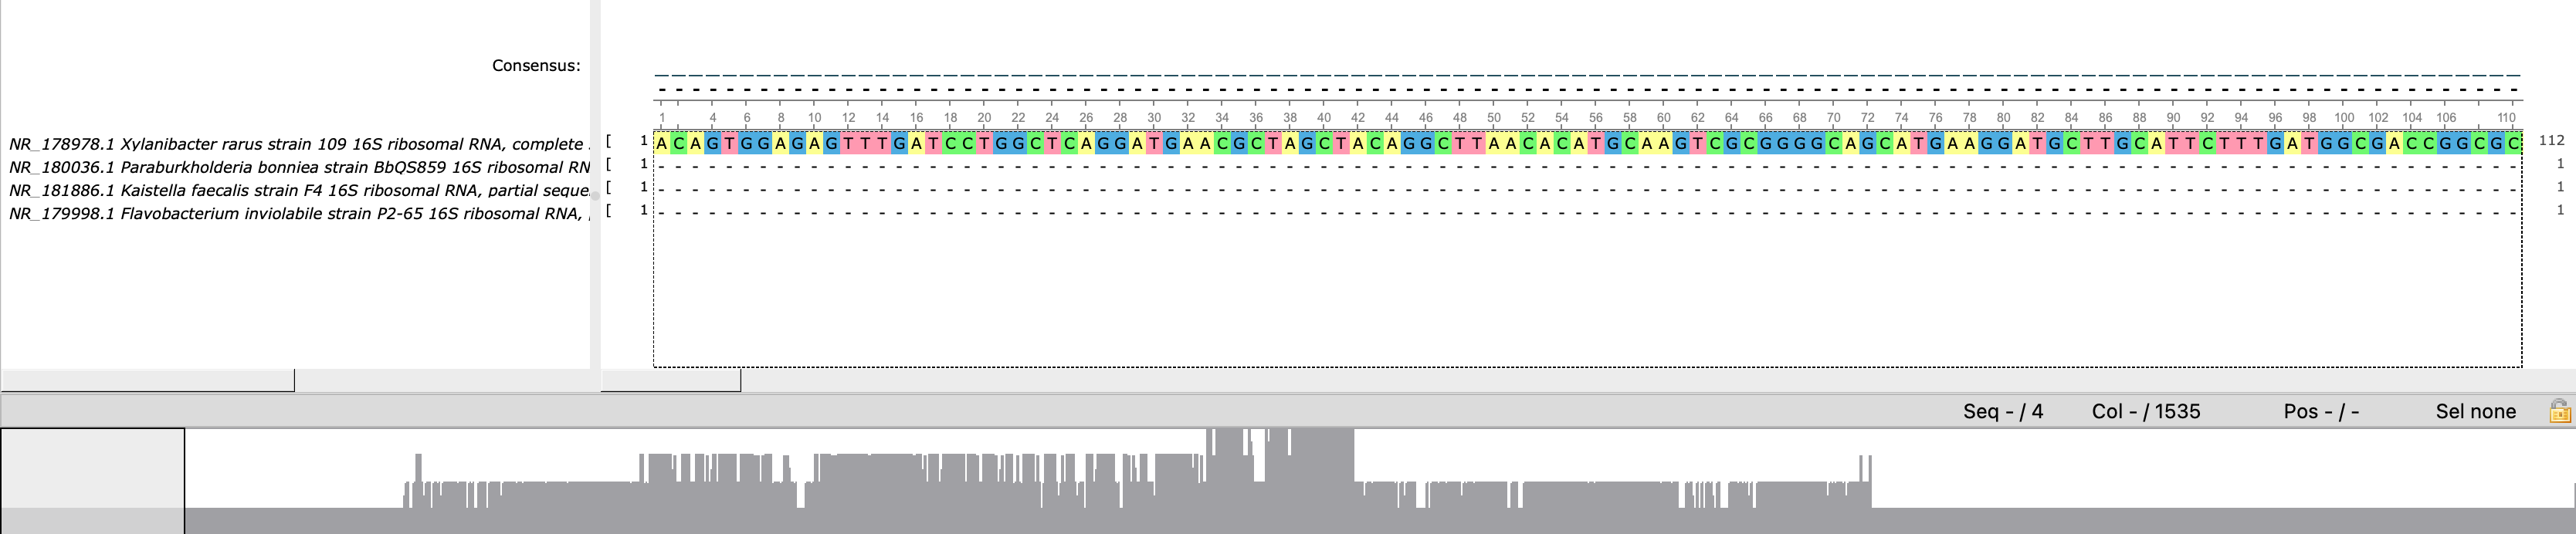 Consensus:
- - - - - - - - - - - - - - - - - - - - - - - - - - - - - - - - - - - - - - - - - - - - - - - - - - - - - - - - - - - - - - - - - - - - - - - - - - - - - - - - - - - - - - - - - - - - - - - - - - - - - - - - - - - - - -
1 4 6 8 10 12 14 16 18 20 22 24 26 28 30 32 34 36 38 40 42 44 46 48 50 52 54 56 58 60 62 64 66 68 70 72 74 76 78 80 82 84 86 88 90 92 94 96 98 100 102 104 106 110
NR_178978.1 Xylanibacter rarus strain 109 16S ribosomal RNA, complete [ 1 ACAGTGGAGAGTTTGATCCTGGCTCAGGATGAACGCTAGCTACAGGCTTAACACATGCAAGTCGCGGGGCAGCATGAAGGATGCTTGCATTCTTTGATGGCGACCGGCGC 112
NR_180036.1 Paraburkholderia bonniea strain BbQS859 16S ribosomal RN [ 1 1
NR_181886.1 Kaistella faecalis strain F4 16S ribosomal RNA, partial seque [ 1 1
NR_179998.1 Flavobacterium inviolabile strain P2-65 16S ribosomal RNA, [ 1 1
Seq - / 4 Col - / 1535 Pos - / - Sel none